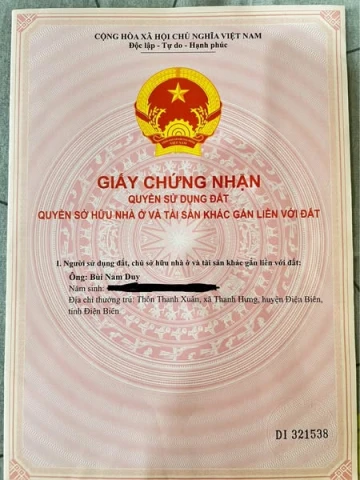 CỘNG HÒA XÃ HỘI CHỦ NGHĨA VIỆT NAM
Độc lập - Tự do - Hạnh phúc
GIẤY CHỨNG NHẬN
QUYỀN SỬ DỤNG ĐẤT
QUYỀN SỞ HỮU NHÀ Ở VÀ TÀI SẢN KHÁC GẮN LIỀN VỚI ĐẤT
I. Người sử dụng đất, chủ sở hữu nhà ở và tài sản khác gắn liền với đất:
Ông: Bùi Nam Duy
Năm sinh:
Địa chỉ thường trú: Thôn Thanh Xuân, xã Thanh Hưng, huyện Điện Biên,
tỉnh Điện Biên
DI 321538